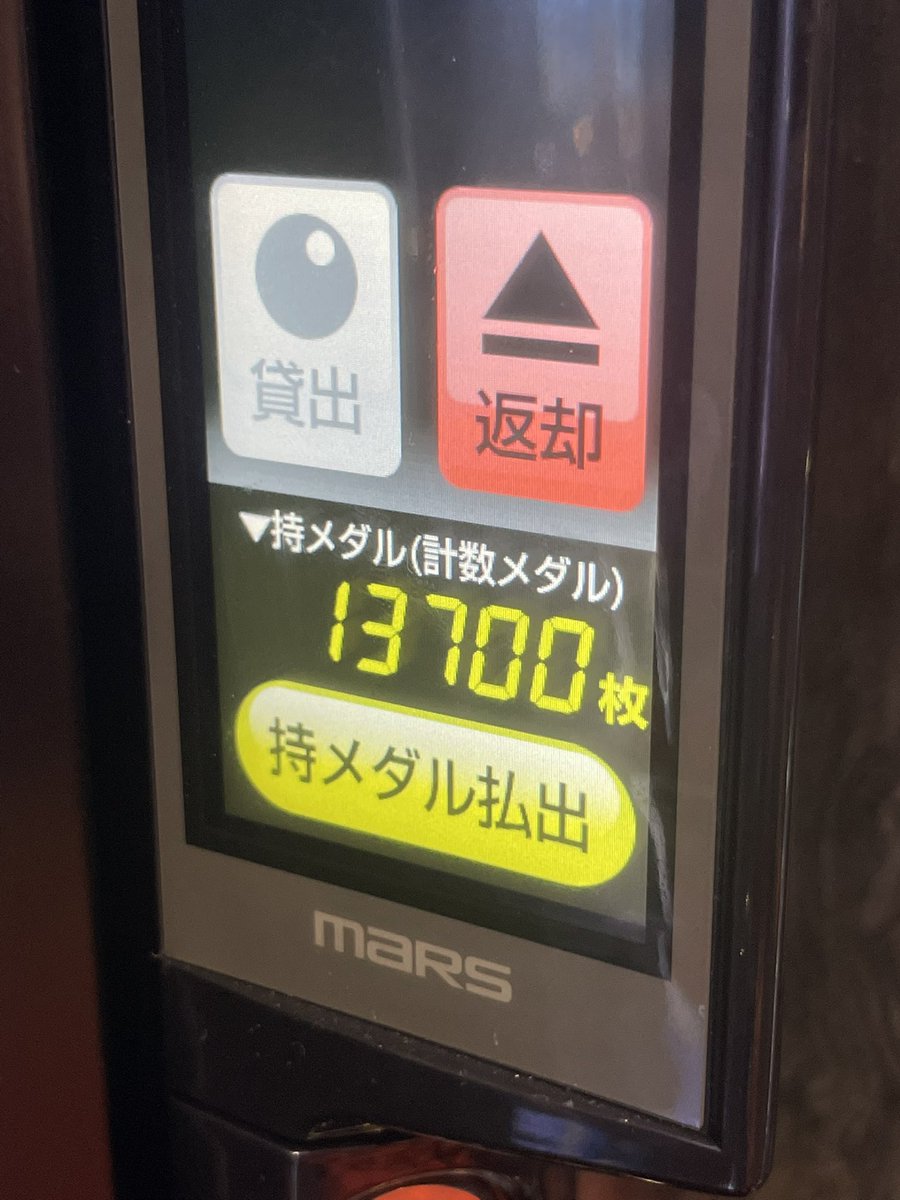 貸出
返却
▼持メダル(計数メダル)
13700枚
持メダル払出
maRS